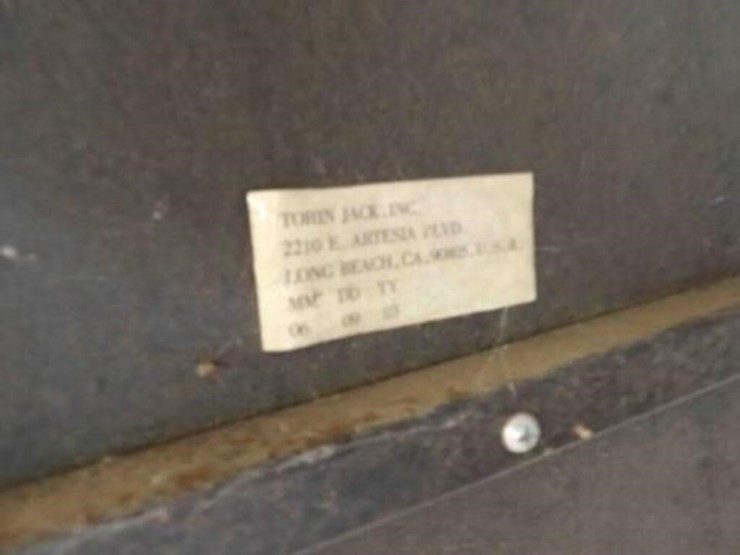 TORIN JACK, INC.
2210 E. ARTESIA BLVD.
LONG BEACH, CA. 90805, U.S.A.
MM DD YY
06 09 03